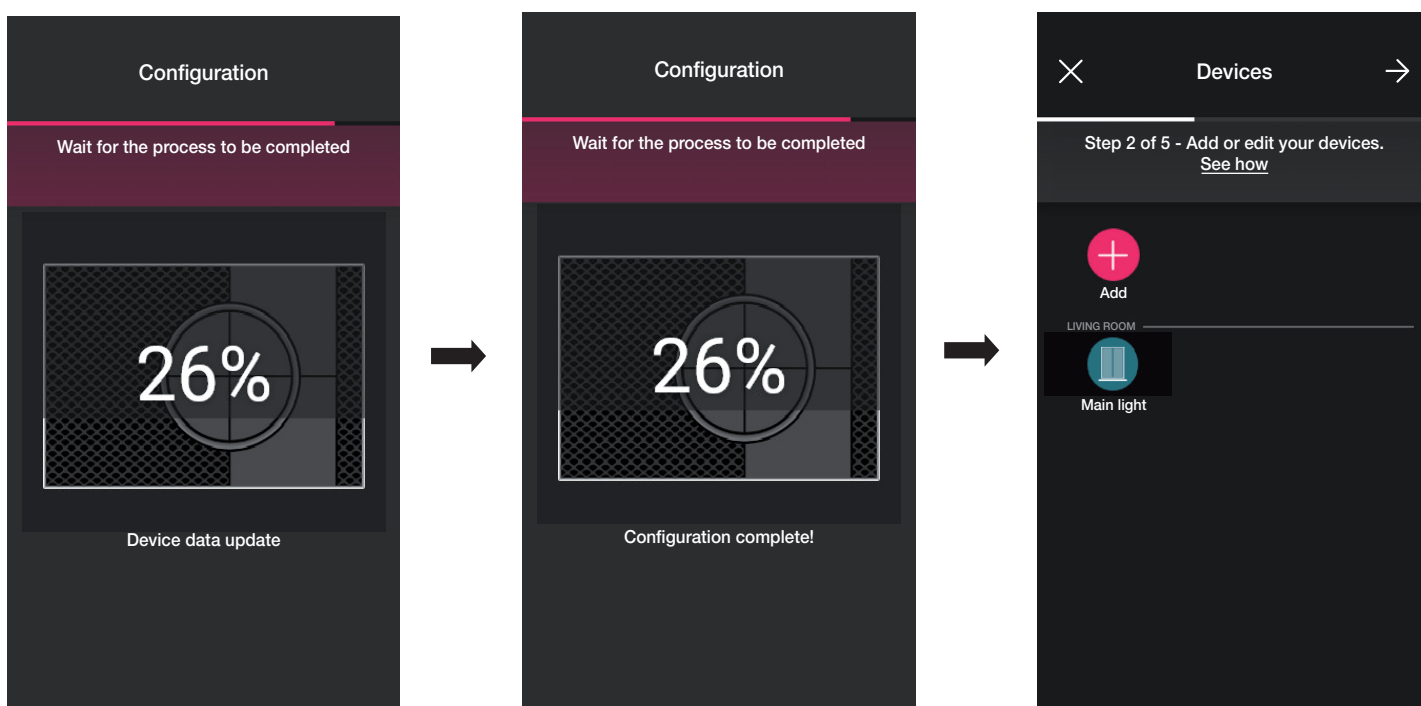 Configuration
Wait for the process to be completed
26%
Device data update
Configuration
Wait for the process to be completed
26%
Configuration complete!
Devices
Step 2 of 5 - Add or edit your devices.
See how
Add
LIVING ROOM
Main light